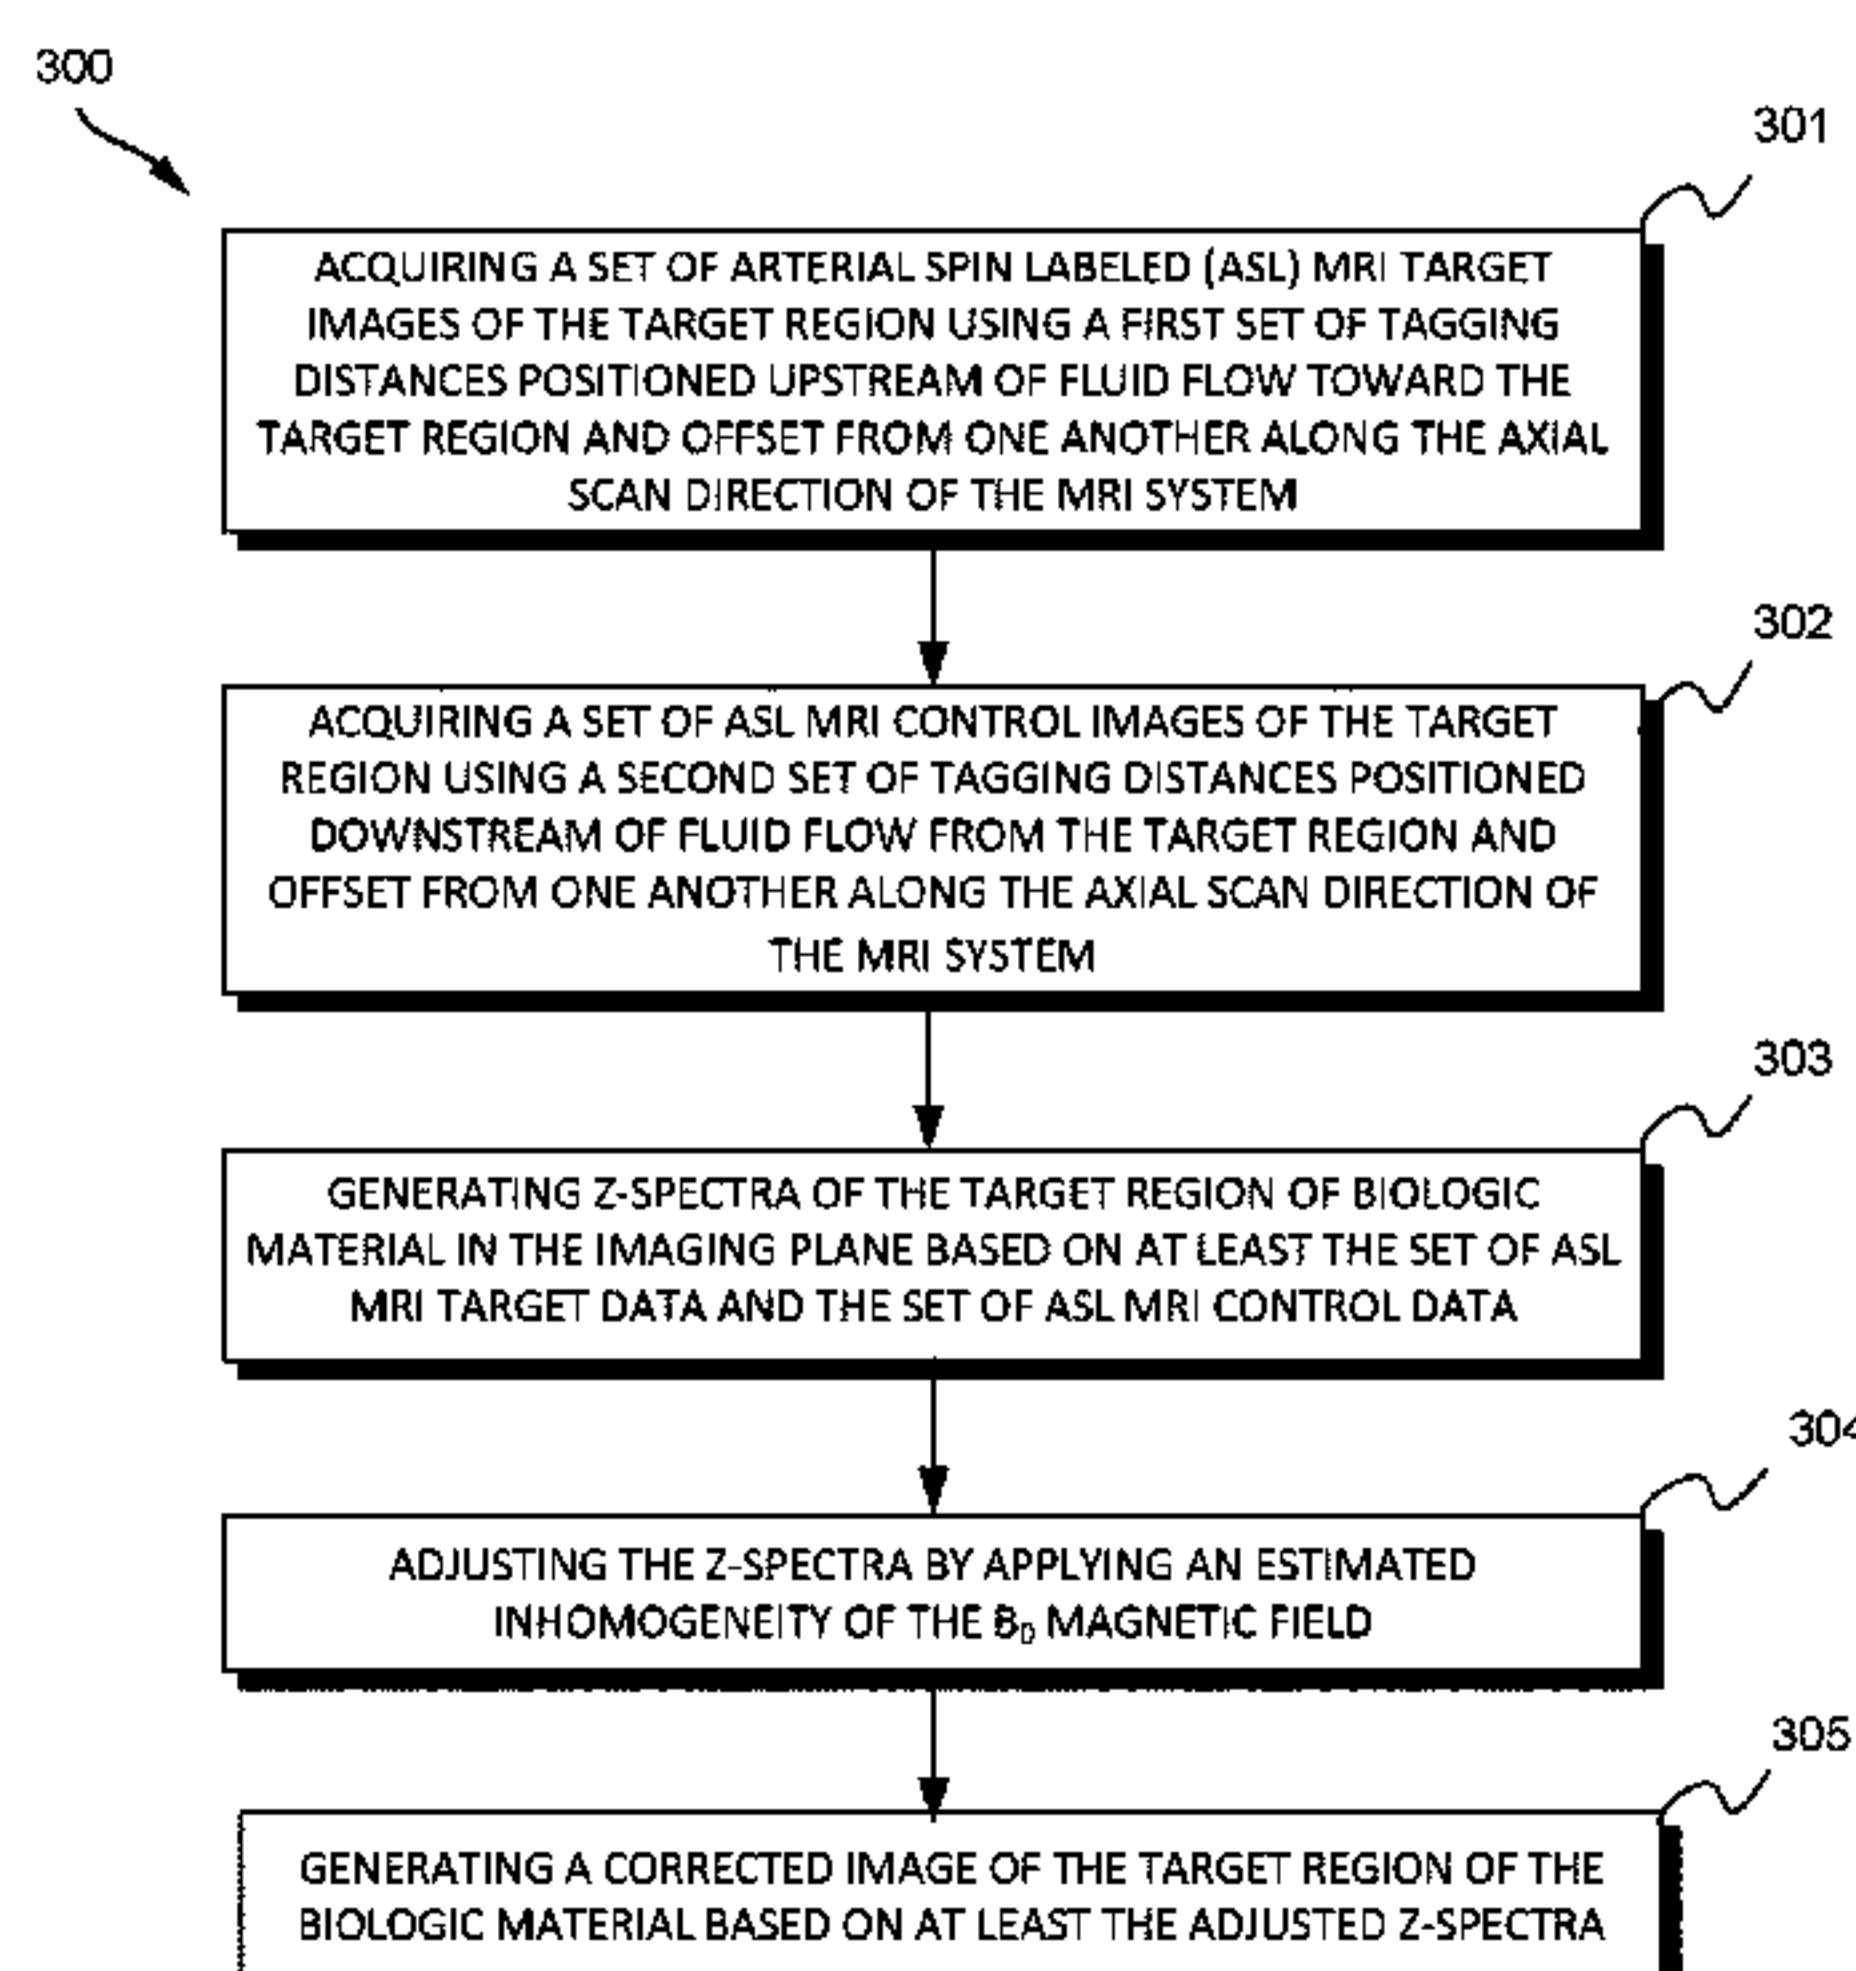 300
301
ACQUIRING A SET OF ARTERIAL SPIN LABELED (ASL) MRI TARGET
IMAGES OF THE TARGET REGION USING A FIRST SET OF TAGGING
DISTANCES POSITIONED UPSTREAM OF FLUID FLOW TOWARD THE
TARGET REGION AND OFFSET FROM ONE ANOTHER ALONG THE AXIAL
SCAN DIRECTION OF THE MRI SYSTEM
302
ACQUIRING A SET OF ASL MRI CONTROL IMAGES OF THE TARGET
REGION USING A SECOND SET OF TAGGING DISTANCES POSITIONED
DOWNSTREAM OF FLUID FLOW FROM THE TARGET REGION AND
OFFSET FROM ONE ANOTHER ALONG THE AXIAL SCAN DIRECTION OF
THE MRI SYSTEM
303
GENERATING Z-SPECTRA OF THE TARGET REGION OF BIOLOGIC
MATERIAL IN THE IMAGING PLANE BASED ON AT LEAST THE SET OF ASL
MRI TARGET DATA AND THE SET OF ASL MRI CONTROL DATA
304
ADJUSTING THE Z-SPECTRA BY APPLYING AN ESTIMATED
INHOMOGENEITY OF THE B₀ MAGNETIC FIELD
305
GENERATING A CORRECTED IMAGE OF THE TARGET REGION OF THE
BIOLOGIC MATERIAL BASED ON AT LEAST THE ADJUSTED Z-SPECTRA